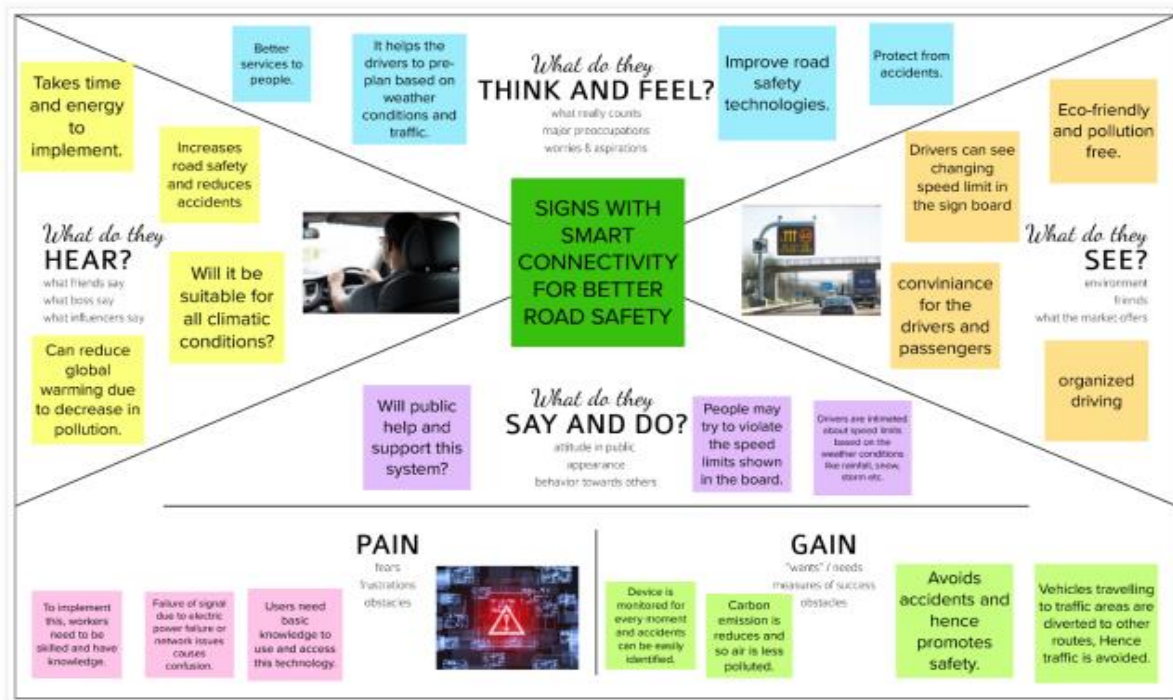 Better
services to
people.
It helps the
drivers to pre-
plan based on
weather
conditions and
traffic.
What do they
THINK AND FEEL?
what really counts
major preoccupations
worries & aspirations
Improve road
safety
technologies.
Protect from
accidents.
Takes time
and energy
to
implement.
Increases
road safety
and reduces
accidents
What do they
HEAR?
what friends say
what boss say
what influencers say
Will it be
suitable for
all climatic
conditions?
Can reduce
global
warming due
to decrease in
pollution.
SIGNS WITH
SMART
CONNECTIVITY
FOR BETTER
ROAD SAFETY
Eco-friendly
and pollution
free.
Drivers can see
changing
speed limit in
the sign board
What do they
SEE?
environment
friends
what the market offers
conviniance
for the
drivers and
passengers
organized
driving
Will public
help and
support this
system?
What do they
SAY AND DO?
attitude in public
appearance
behavior towards others
People may
try to violate
the speed
limits shown
in the board.
Drivers are intimated
about speed limits
based on the
weather conditions
like rainfall, snow,
storm etc.
PAIN
fears
frustrations
obstacles
To implement
this, workers
need to be
skilled and have
knowledge.
Failure of signal
due to electric
power failure or
network issues
causes
confusion.
Users need
basic
knowledge to
use and access
this technology.
GAIN
"wants" / needs
measures of success
obstacles
Device is
monitored for
every moment
and accidents
can be easily
identified.
Carbon
emission is
reduces and
so air is less
polluted.
Avoids
accidents and
hence
promotes
safety.
Vehicles travelling
to traffic areas are
diverted to other
routes, Hence
traffic is avoided.